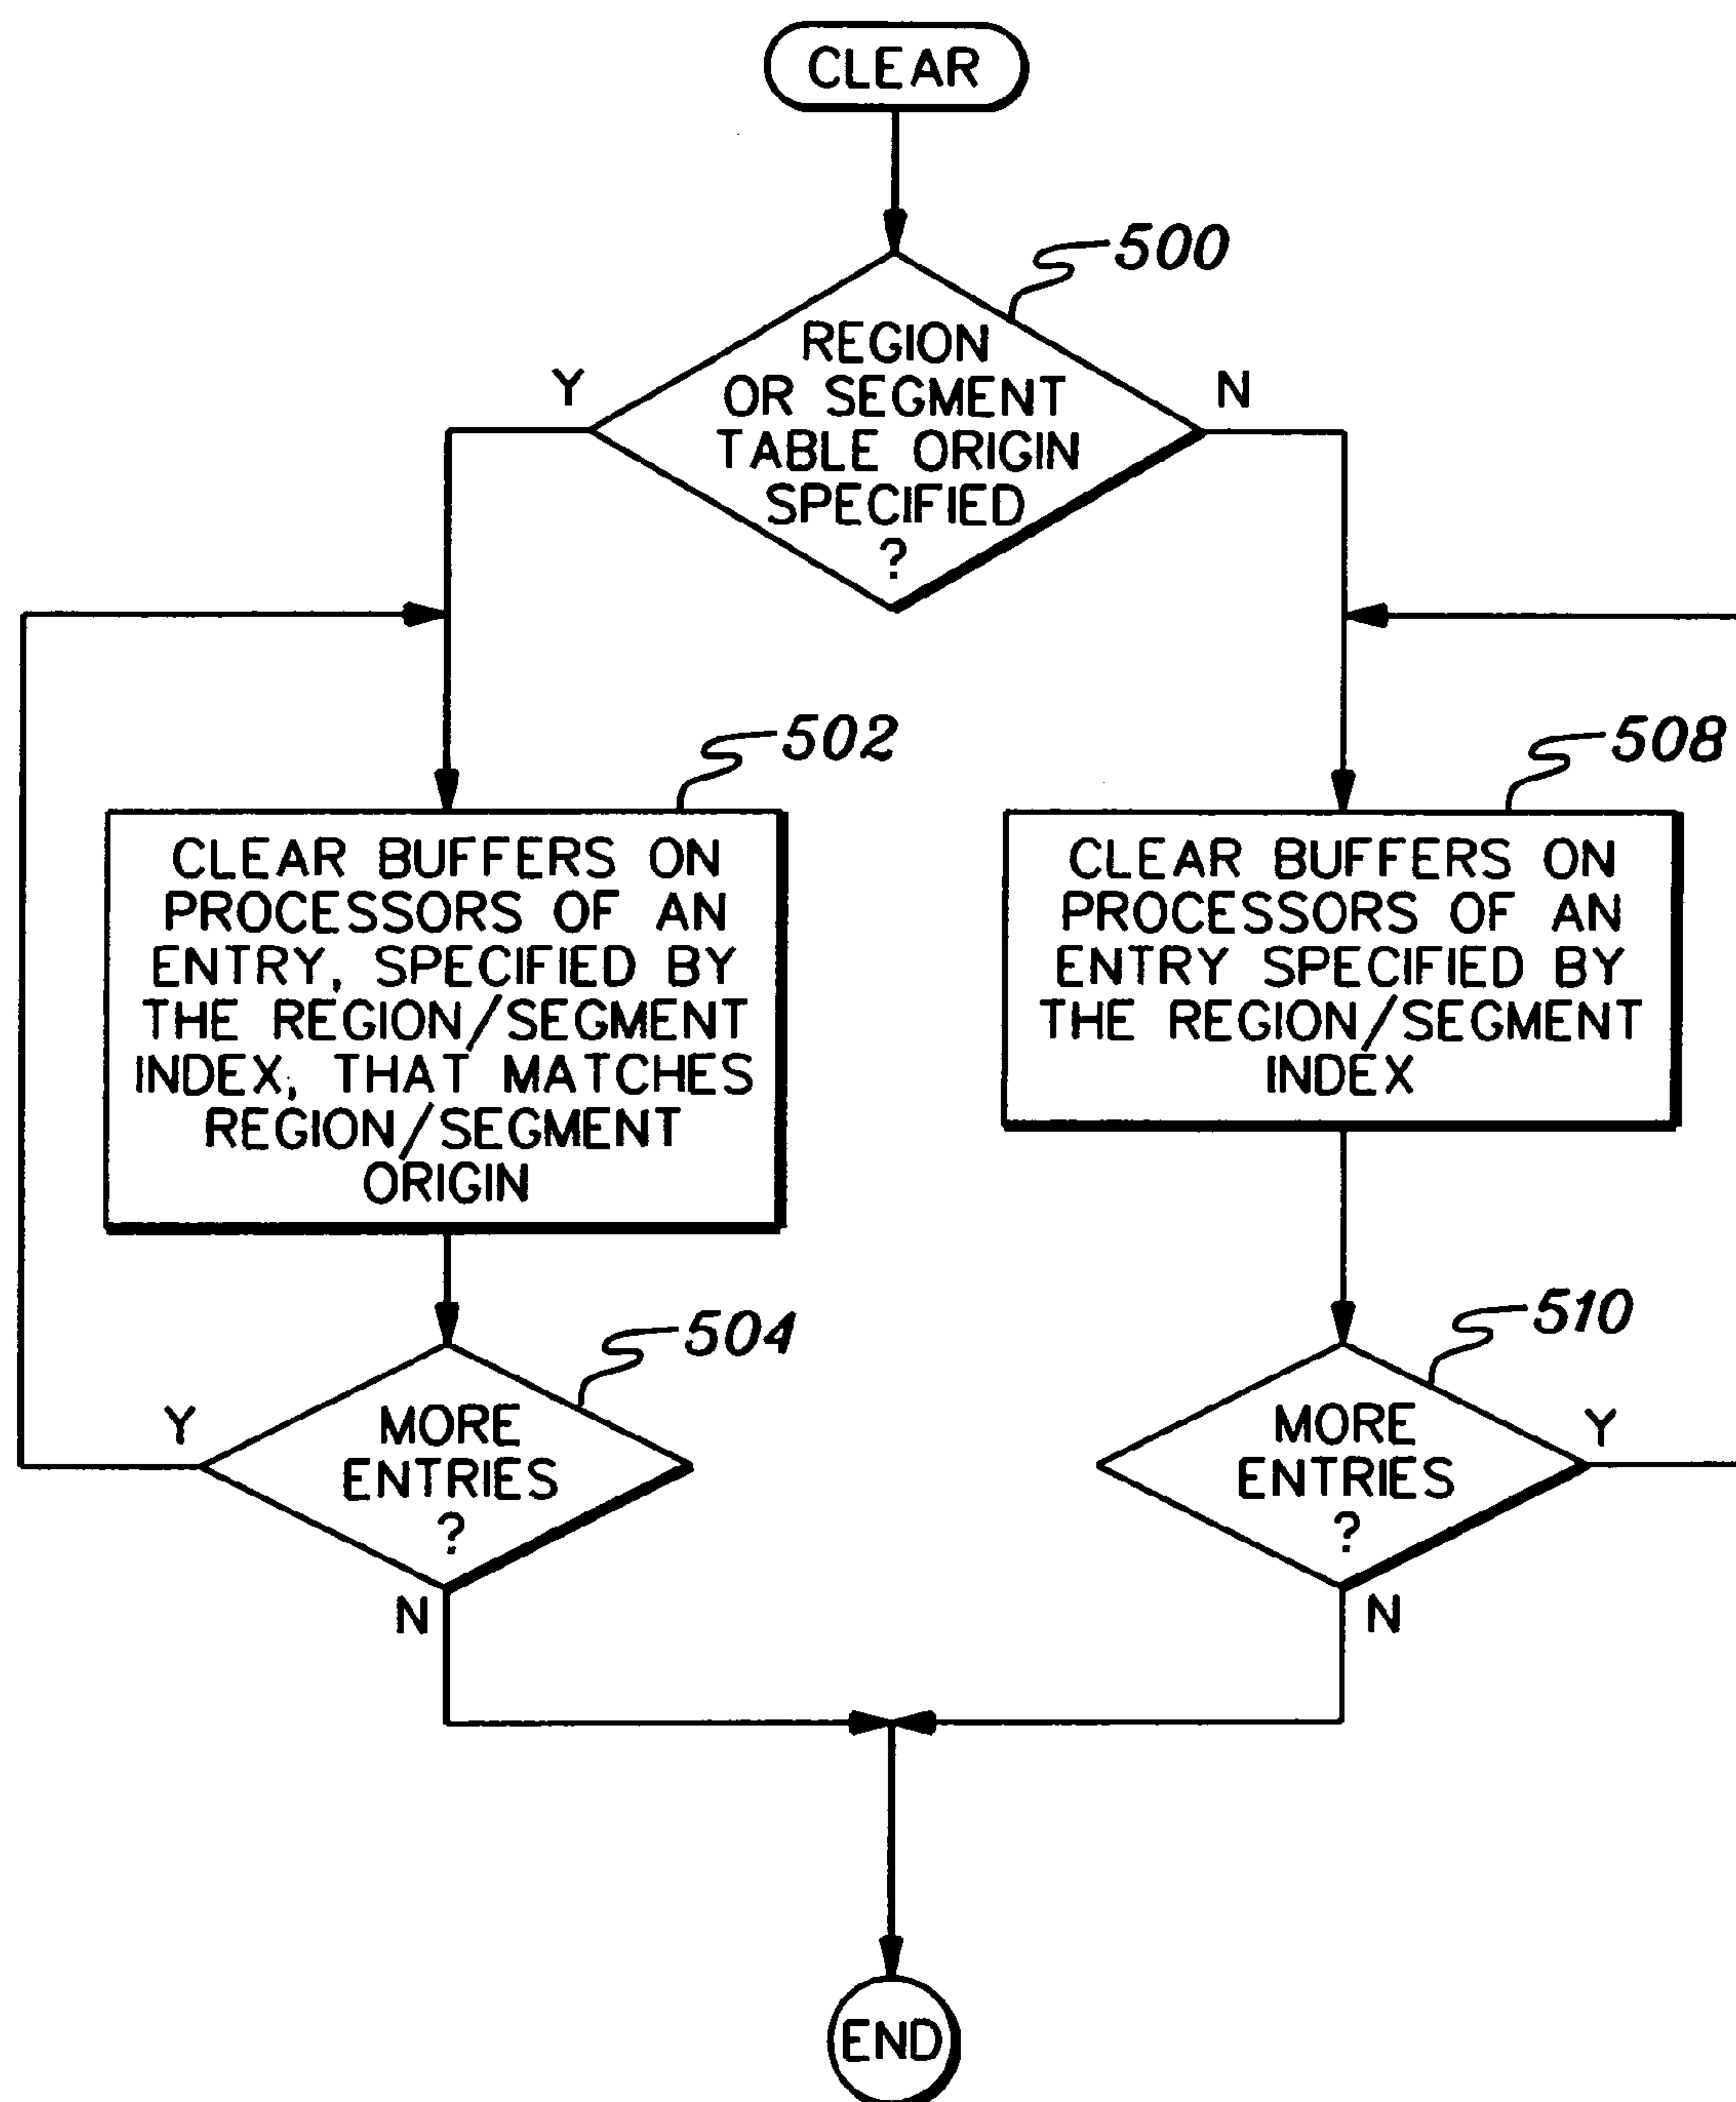 CLEAR
500
REGION
OR SEGMENT
TABLE ORIGIN
SPECIFIED
?
Y
N
502
CLEAR BUFFERS ON
PROCESSORS OF AN
ENTRY, SPECIFIED BY
THE REGION/SEGMENT
INDEX, THAT MATCHES
REGION/SEGMENT
ORIGIN
508
CLEAR BUFFERS ON
PROCESSORS OF AN
ENTRY SPECIFIED BY
THE REGION/SEGMENT
INDEX
504
Y
MORE
ENTRIES
?
N
510
MORE
ENTRIES
?
Y
N
END